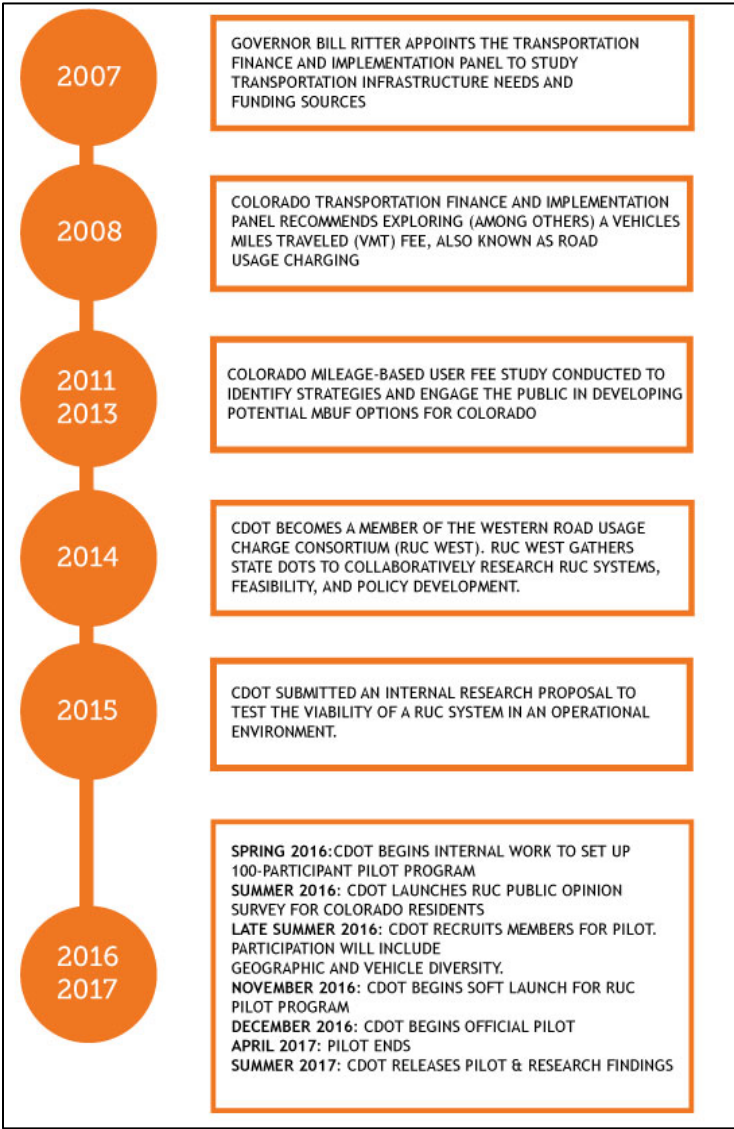 2007
GOVERNOR BILL RITTER APPOINTS THE TRANSPORTATION
FINANCE AND IMPLEMENTATION PANEL TO STUDY
TRANSPORTATION INFRASTRUCTURE NEEDS AND
FUNDING SOURCES
2008
COLORADO TRANSPORTATION FINANCE AND IMPLEMENTATION
PANEL RECOMMENDS EXPLORING (AMONG OTHERS) A VEHICLES
MILES TRAVELED (VMT) FEE, ALSO KNOWN AS ROAD
USAGE CHARGING
2011
2013
COLORADO MILEAGE-BASED USER FEE STUDY CONDUCTED TO
IDENTIFY STRATEGIES AND ENGAGE THE PUBLIC IN DEVELOPING
POTENTIAL MBUF OPTIONS FOR COLORADO
2014
CDOT BECOMES A MEMBER OF THE WESTERN ROAD USAGE
CHARGE CONSORTIUM (RUC WEST). RUC WEST GATHERS
STATE DOTS TO COLLABORATIVELY RESEARCH RUC SYSTEMS,
FEASIBILITY, AND POLICY DEVELOPMENT.
2015
CDOT SUBMITTED AN INTERNAL RESEARCH PROPOSAL TO
TEST THE VIABILITY OF A RUC SYSTEM IN AN OPERATIONAL
ENVIRONMENT.
2016
2017
SPRING 2016:CDOT BEGINS INTERNAL WORK TO SET UP
100-PARTICIPANT PILOT PROGRAM
SUMMER 2016: CDOT LAUNCHES RUC PUBLIC OPINION
SURVEY FOR COLORADO RESIDENTS
LATE SUMMER 2016: CDOT RECRUITS MEMBERS FOR PILOT.
PARTICIPATION WILL INCLUDE
GEOGRAPHIC AND VEHICLE DIVERSITY.
NOVEMBER 2016: CDOT BEGINS SOFT LAUNCH FOR RUC
PILOT PROGRAM
DECEMBER 2016: CDOT BEGINS OFFICIAL PILOT
APRIL 2017: PILOT ENDS
SUMMER 2017: CDOT RELEASES PILOT & RESEARCH FINDINGS